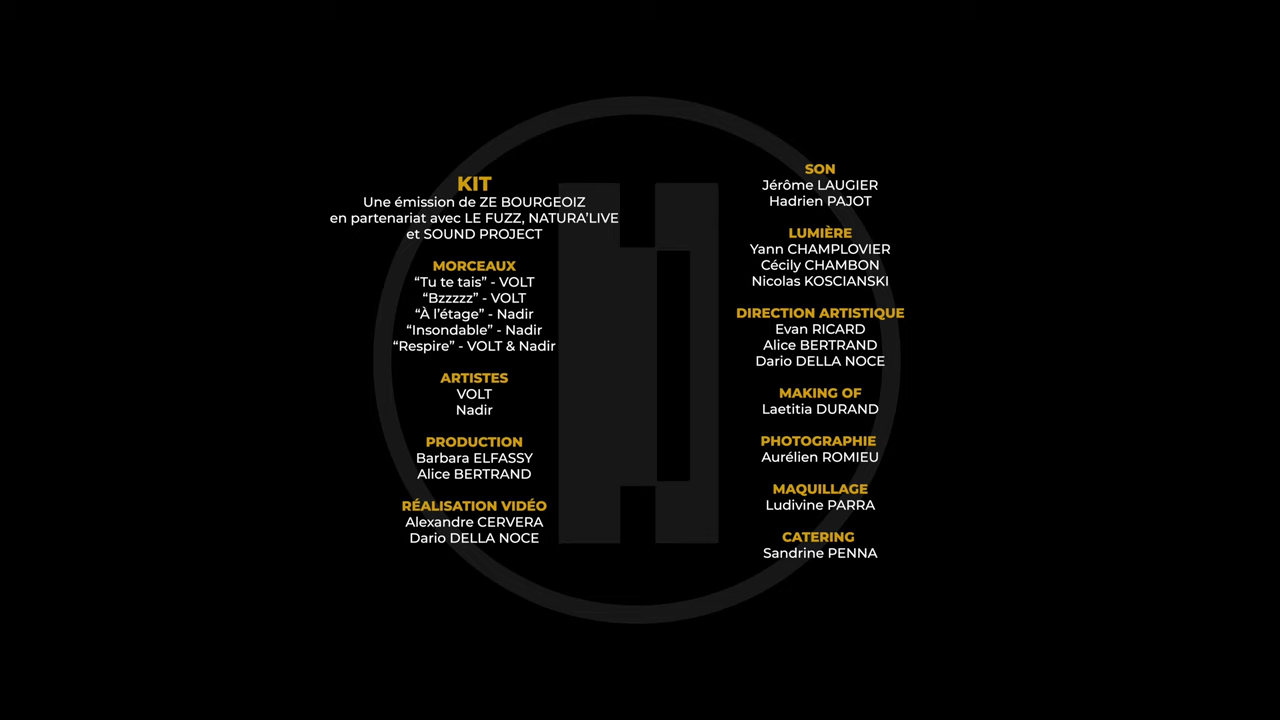 KIT
Une émission de ZE BOURGEOIZ
en partenariat avec LE FUZZ, NATURA’LIVE
et SOUND PROJECT
MORCEAUX
“Tu te tais” - VOLT
“Bzzzzz” - VOLT
“À l’étage” - Nadir
“Insondable” - Nadir
“Respire” - VOLT & Nadir
ARTISTES
VOLT
Nadir
PRODUCTION
Barbara ELFASSY
Alice BERTRAND
RÉALISATION VIDÉO
Alexandre CERVERA
Dario DELLA NOCE
SON
Jérôme LAUGIER
Hadrien PAJOT
LUMIÈRE
Yann CHAMPLOVIER
Cécily CHAMBON
Nicolas KOSCIANSKI
DIRECTION ARTISTIQUE
Evan RICARD
Alice BERTRAND
Dario DELLA NOCE
MAKING OF
Laetitia DURAND
PHOTOGRAPHIE
Aurélien ROMIEU
MAQUILLAGE
Ludivine PARRA
CATERING
Sandrine PENNA